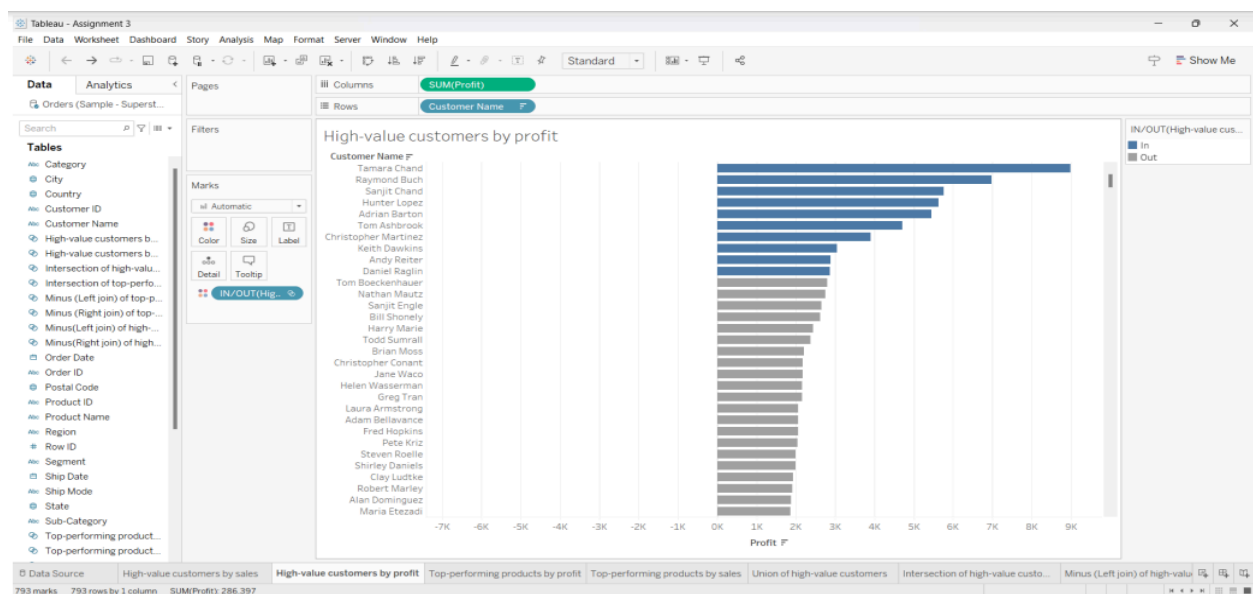 Tableau - Assignment 3
File Data Worksheet Dashboard Story Analysis Map Format Server Window Help
Standard
Show Me
Data Analytics
Orders (Sample - Superst...
Search
Tables
Abc Category
City
Country
Abc Customer ID
Abc Customer Name
High-value customers b...
High-value customers b...
Intersection of high-valu...
Intersection of top-perfo...
Minus (Left join) of top-p...
Minus (Right join) of top-...
Minus(Left join) of high-...
Minus(Right join) of high...
Order Date
Abc Order ID
Postal Code
Abc Product ID
Abc Product Name
Abc Region
# Row ID
Abc Segment
Ship Date
Abc Ship Mode
State
Abc Sub-Category
Top-performing product...
Top-performing product...
Pages
Filters
Marks
Automatic
Color Size Label
Detail Tooltip
IN/OUT(Hig..
Columns SUM(Profit)
Rows Customer Name
High-value customers by profit
Customer Name
Tamara Chand
Raymond Buch
Sanjit Chand
Hunter Lopez
Adrian Barton
Tom Ashbrook
Christopher Martinez
Keith Dawkins
Andy Reiter
Daniel Raglin
Tom Boeckenhauer
Nathan Mautz
Sanjit Engle
Bill Shonely
Harry Marie
Todd Sumrall
Brian Moss
Christopher Conant
Jane Waco
Helen Wasserman
Greg Tran
Laura Armstrong
Adam Bellavance
Fred Hopkins
Pete Kriz
Steven Roelle
Shirley Daniels
Clay Ludtke
Robert Marley
Alan Dominguez
Maria Etezadi
-7K -6K -5K -4K -3K -2K -1K 0K 1K 2K 3K 4K 5K 6K 7K 8K 9K
Profit
IN/OUT(High-value cus...
In
Out
Data Source High-value customers by sales High-value customers by profit Top-performing products by profit Top-performing products by sales Union of high-value customers Intersection of high-value custo... Minus (Left join) of high-valu
793 marks 793 rows by 1 column SUM(Profit): 286,397